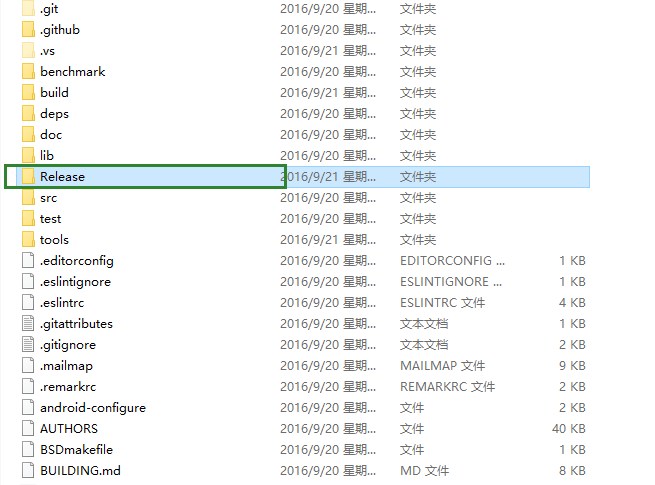 .git 2016/9/20 星期... 文件夹
.github 2016/9/20 星期... 文件夹
.vs 2016/9/21 星期... 文件夹
benchmark 2016/9/20 星期... 文件夹
build 2016/9/21 星期... 文件夹
deps 2016/9/20 星期... 文件夹
doc 2016/9/20 星期... 文件夹
lib 2016/9/20 星期... 文件夹
Release 2016/9/21 星期... 文件夹
src 2016/9/20 星期... 文件夹
test 2016/9/20 星期... 文件夹
tools 2016/9/21 星期... 文件夹
.editorconfig 2016/9/20 星期... EDITORCONFIG ... 1 KB
.eslintignore 2016/9/20 星期... ESLINTIGNORE ... 1 KB
.eslintrc 2016/9/20 星期... ESLINTRC 文件 4 KB
.gitattributes 2016/9/20 星期... 文本文档 1 KB
.gitignore 2016/9/20 星期... 文本文档 2 KB
.mailmap 2016/9/20 星期... MAILMAP 文件 9 KB
.remarkrc 2016/9/20 星期... REMARKRC 文件 2 KB
android-configure 2016/9/20 星期... 文件 2 KB
AUTHORS 2016/9/20 星期... 文件 40 KB
BSDmakefile 2016/9/20 星期... 文件 1 KB
BUILDING.md 2016/9/20 星期... MD 文件 8 KB